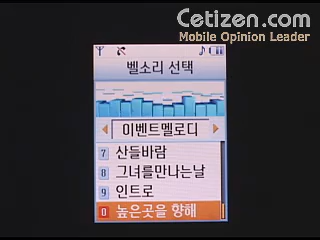 Cetizen.com
Mobile Opinion Leader
벨소리 선택
이벤트멜로디
7 산들바람
8 그녀를만나는날
9 인트로
0 높은곳을 향해